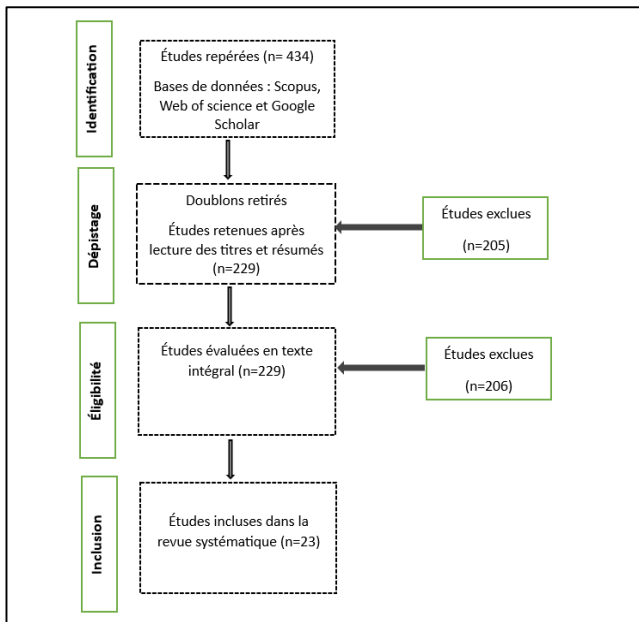 Identification
Études repérées (n= 434)
Bases de données : Scopus,
Web of science et Google
Scholar
Dépistage
Doublons retirés
Études retenues après
lecture des titres et résumés
(n=229)
Études exclues
(n=205)
Éligibilité
Études évaluées en texte
intégral (n=229)
Études exclues
(n=206)
Inclusion
Études incluses dans la
revue systématique (n=23)